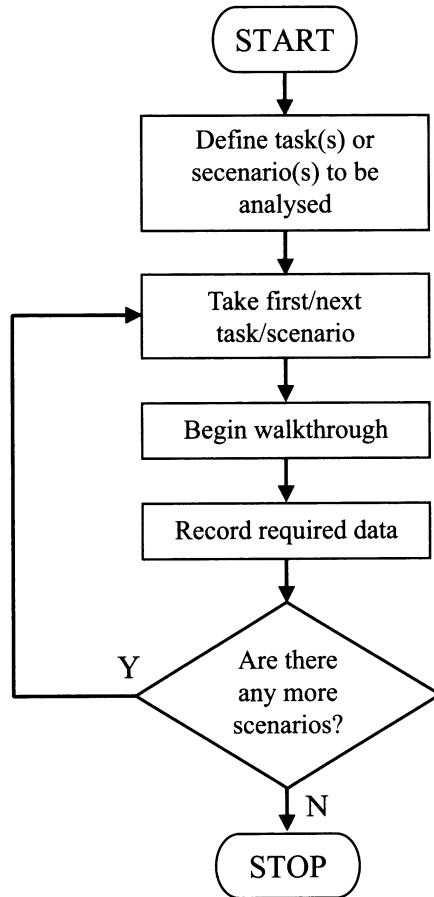 START
Define task(s) or
secenario(s) to be
analysed
Take first/next
task/scenario
Begin walkthrough
Record required data
Are there
any more
scenarios?
Y
N
STOP